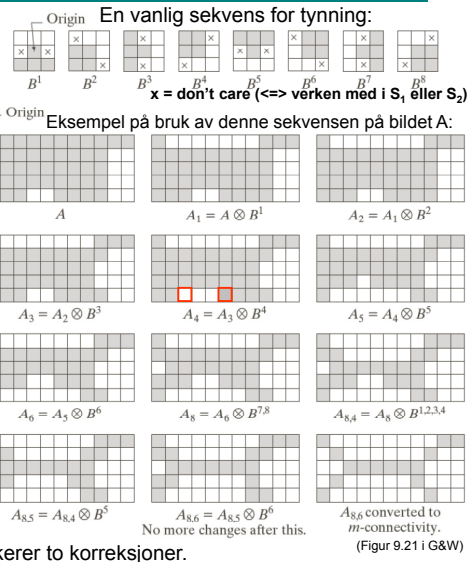 Origin En vanlig sekvens for tynning:
× × × × × × × × × ×
B¹ B² B³ B⁴ B⁵ B⁶ B⁷ B⁸
x = don't care (<=> verken med i S₁ eller S₂)
Origin Eksempel på bruk av denne sekvensen på bildet A:
A A₁ = A ⊗ B¹ A₂ = A₁ ⊗ B²
A₃ = A₂ ⊗ B³ A₄ = A₃ ⊗ B⁴ A₅ = A₄ ⊗ B⁵
A₆ = A₅ ⊗ B⁶ A₈ = A₆ ⊗ B⁷,⁸ A₈,₄ = A₈ ⊗ B¹,²,³,⁴
A₈,₅ = A₈,₄ ⊗ B⁵ A₈,₆ = A₈,₅ ⊗ B⁶ A₈,₆ converted to
No more changes after this. m-connectivity.
(Figur 9.21 i G&W)
kerer to korreksjoner.